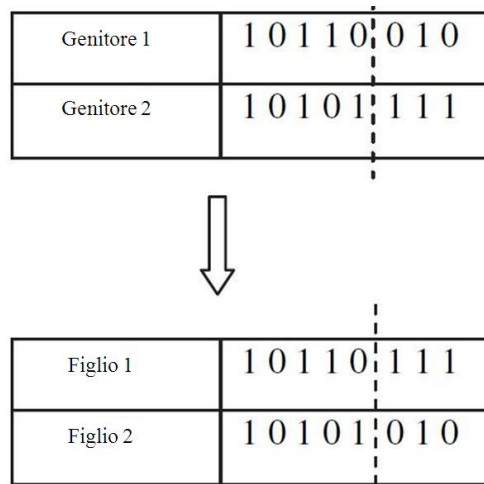 Genitore 1 1 0 1 1 0 0 1 0
Genitore 2 1 0 1 0 1 1 1 1
Figlio 1 1 0 1 1 0 1 1 1
Figlio 2 1 0 1 0 1 0 1 0